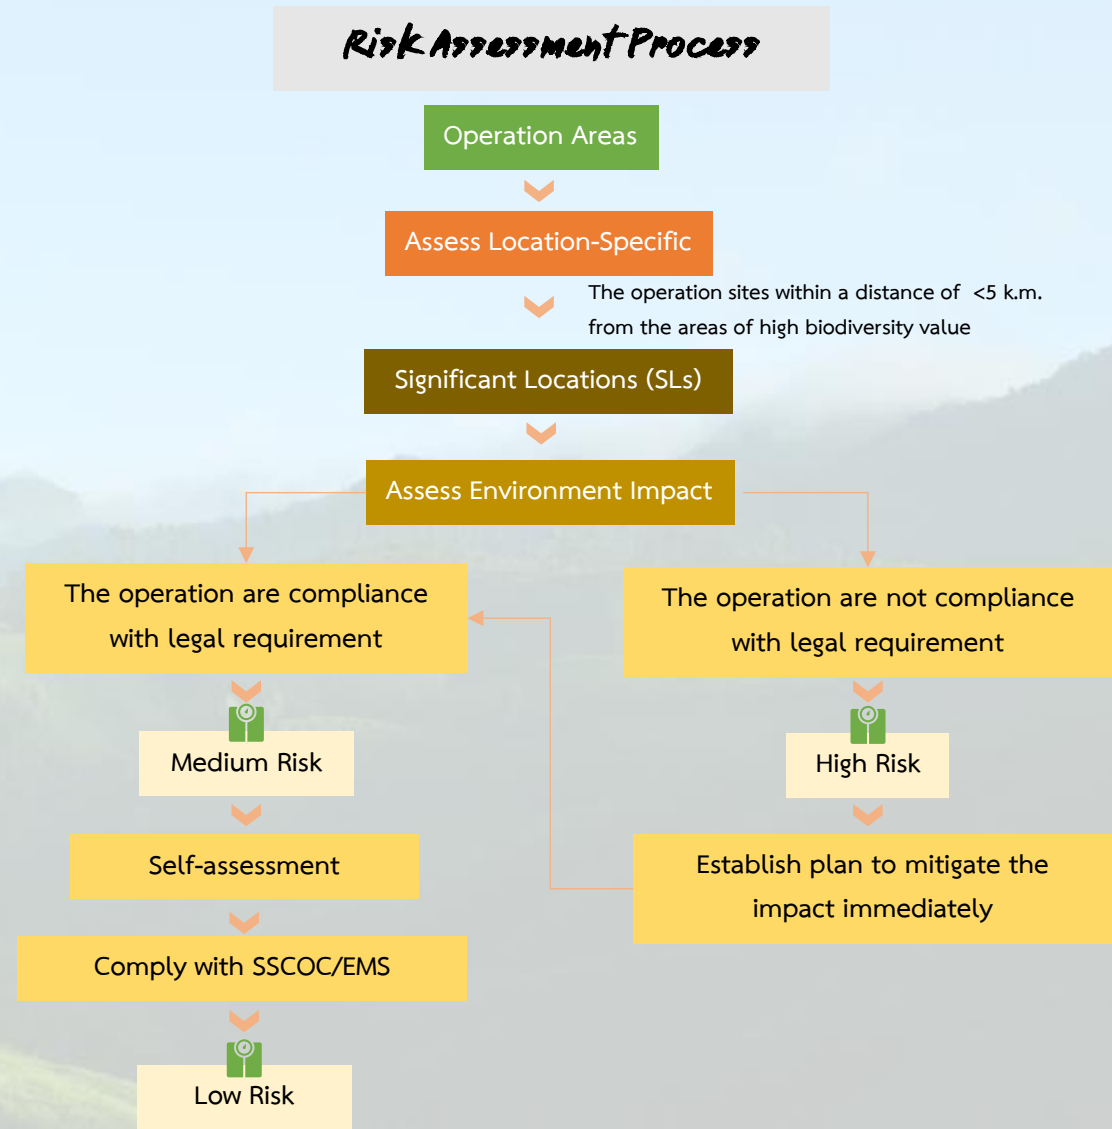 Risk Assessment Process
Operation Areas
Assess Location-Specific
The operation sites within a distance of <5 k.m.
from the areas of high biodiversity value
Significant Locations (SLs)
Assess Environment Impact
The operation are compliance
with legal requirement
Medium Risk
Self-assessment
Comply with SSCOC/EMS
Low Risk
The operation are not compliance
with legal requirement
High Risk
Establish plan to mitigate the
impact immediately